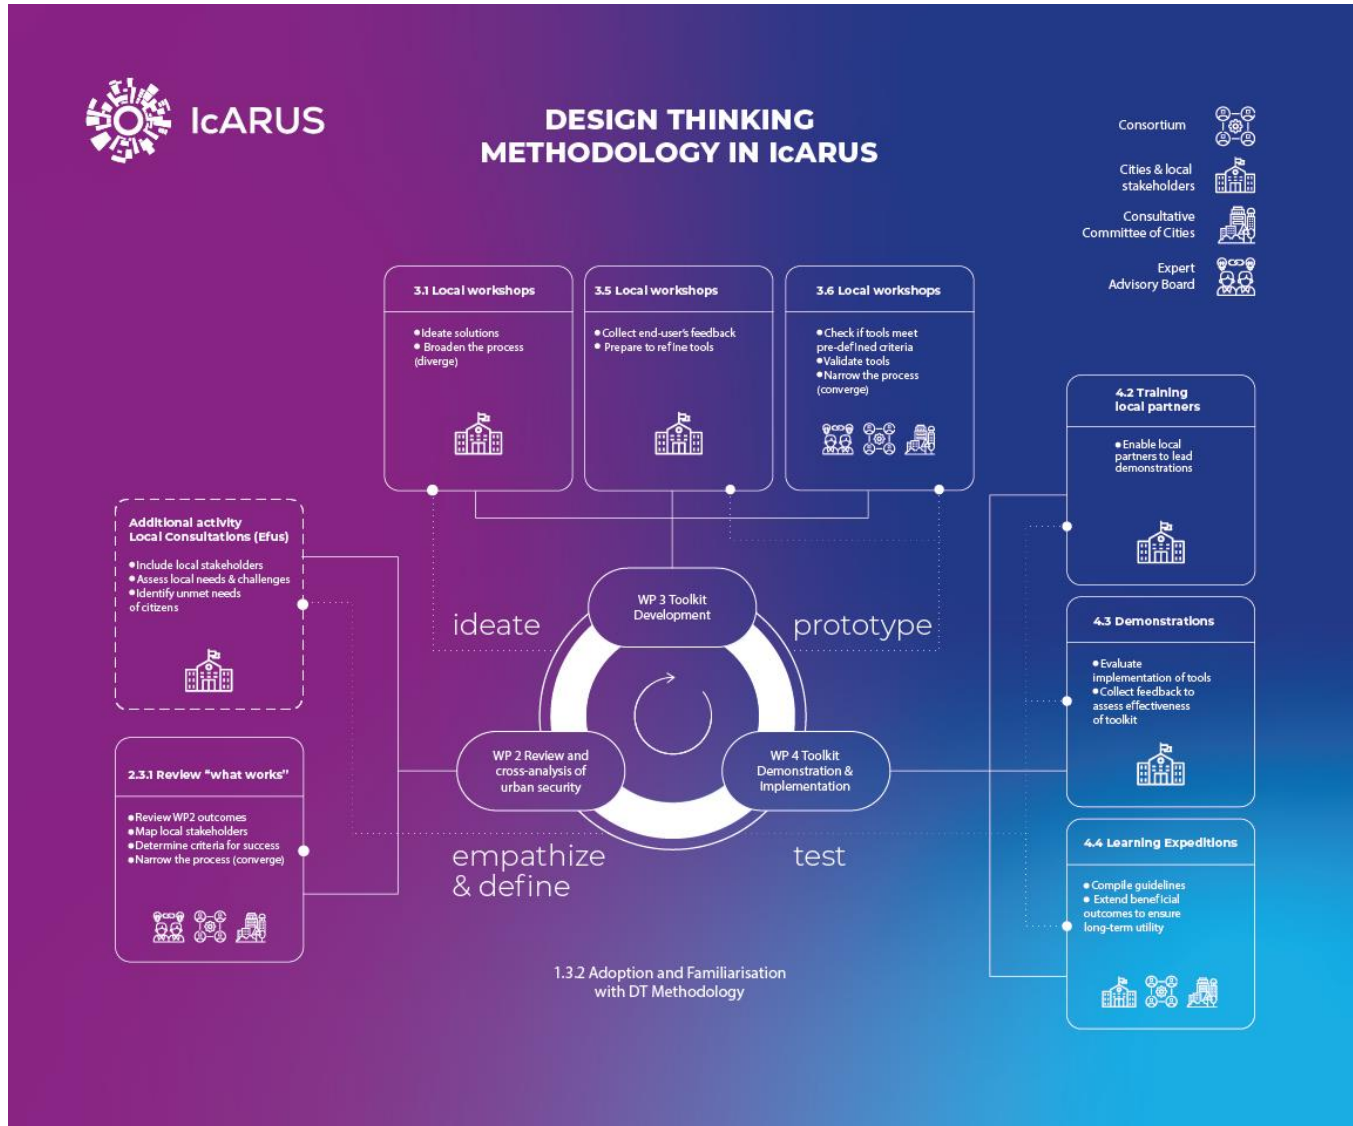 IcARUS
DESIGN THINKING
METHODOLOGY IN IcARUS
Consortium
Cities & local
stakeholders
Consultative
Committee of Cities
Expert
Advisory Board
3.1 Local workshops
•Ideate solutions
• Broaden the process
(diverge)
3.5 Local workshops
•Collect end-user's feedback
• Prepare to refine tools
3.6 Local workshops
•Check if tools meet
pre-defined criteria
•Validate tools
•Narrow the process
(converge)
4.2 Training
local partners
•Enable local
partners to lead
demonstrations
Additional activity
Local Consultations (Efus)
•Include local stakeholders
•Assess local needs & challenges
•Identify unmet needs
of citizens
WP 3 Toolkit
Development
ideate
prototype
4.3 Demonstrations
•Evaluate
implementation of tools
•Collect feedback to
assess effectiveness
of toolkit
2.3.1 Review "what works"
•Review WP2 outcomes
•Map local stakeholders
•Determine criteria for success
•Narrow the process (converge)
WP 2 Review and
cross-analysis of
urban security
WP 4 Toolkit
Demonstration &
Implementation
empathize
& define
test
4.4 Learning Expeditions
•Compile guidelines
• Extend beneficial
outcomes to ensure
long-term utility
1.3.2 Adoption and Familiarisation
with DT Methodology